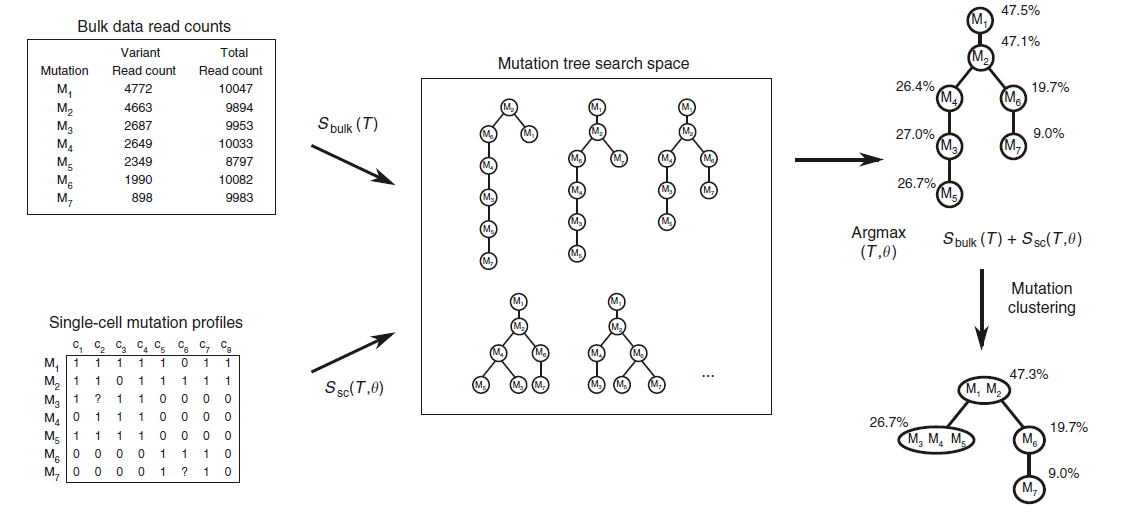 Bulk data read counts
Variant Total
Mutation Read count Read count
M₁ 4772 10047
M₂ 4663 9894
M₃ 2687 9953
M₄ 2649 10033
M₅ 2349 8797
M₆ 1990 10082
M₇ 898 9983
Single-cell mutation profiles
c₁ c₂ c₃ c₄ c₅ c₆ c₇ c₈
M₁ 1 1 1 1 1 0 1 1
M₂ 1 1 0 1 1 1 1 1
M₃ 1 ? 1 1 0 0 0 0
M₄ 0 1 1 1 0 0 0 0
M₅ 1 1 1 1 0 0 0 0
M₆ 0 0 0 0 1 1 1 0
M₇ 0 0 0 0 1 ? 1 0
S bulk (T)
S sc(T,θ)
Mutation tree search space
M₂
M₆ M₁
M₄
M₃
M₅
M₇
M₁
M₂
M₆ M₇
M₄
M₃
M₅
M₁
M₂
M₄ M₆
M₃ M₇
M₅
M₁
M₂
M₄ M₆
M₅ M₃ M₇
M₁
M₂
M₄
M₃ M₅ M₇
...
M₁ 47.5%
M₂ 47.1%
26.4% M₄ M₆ 19.7%
27.0% M₃ M₇ 9.0%
26.7% M₅
Argmax S bulk (T) + S sc(T,θ)
(T,θ)
Mutation
clustering
M₁ M₂ 47.3%
26.7% M₃ M₄ M₅ M₆ 19.7%
M₇ 9.0%